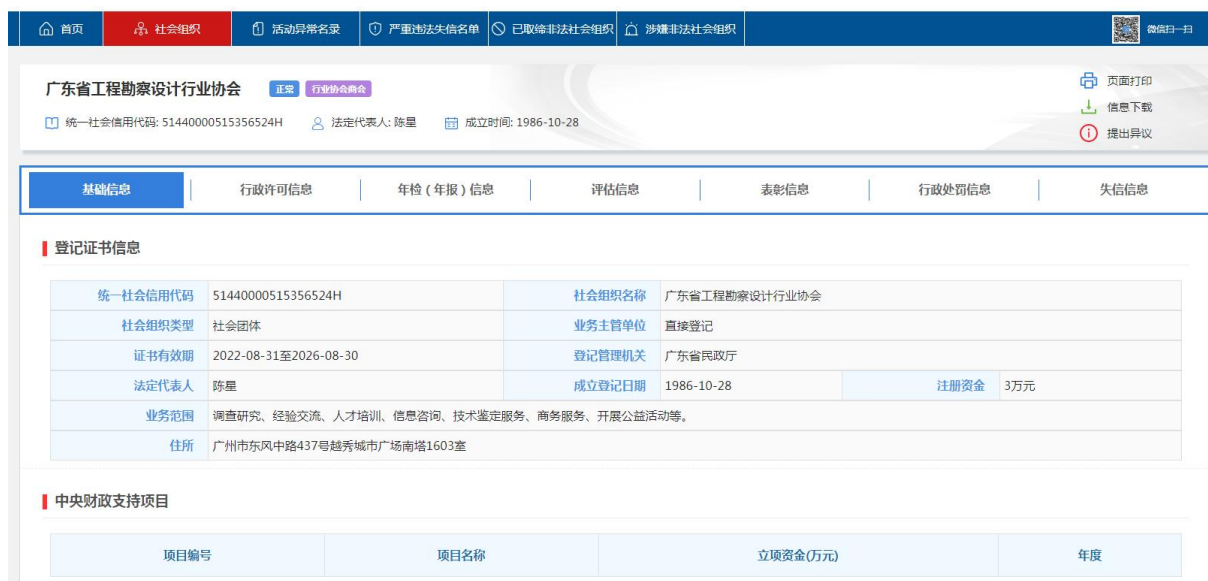 首页 社会组织 活动异常名录 严重违法失信名单 已取缔非法社会组织 涉嫌非法社会组织 微信扫一扫
广东省工程勘察设计行业协会 正常 行业协会商会
页面打印
统一社会信用代码: 51440000515356524H 法定代表人: 陈星 成立时间: 1986-10-28
信息下载
提出异议
基础信息 行政许可信息 年检（年报）信息 评估信息 表彰信息 行政处罚信息 失信信息
登记证书信息
统一社会信用代码 51440000515356524H 社会组织名称 广东省工程勘察设计行业协会
社会组织类型 社会团体 业务主管单位 直接登记
证书有效期 2022-08-31至2026-08-30 登记管理机关 广东省民政厅
法定代表人 陈星 成立登记日期 1986-10-28 注册资金 3万元
业务范围 调查研究、经验交流、人才培训、信息咨询、技术鉴定服务、商务服务、开展公益活动等。
住所 广州市东风中路437号越秀城市广场南塔1603室
中央财政支持项目
项目编号 项目名称 立项资金(万元) 年度